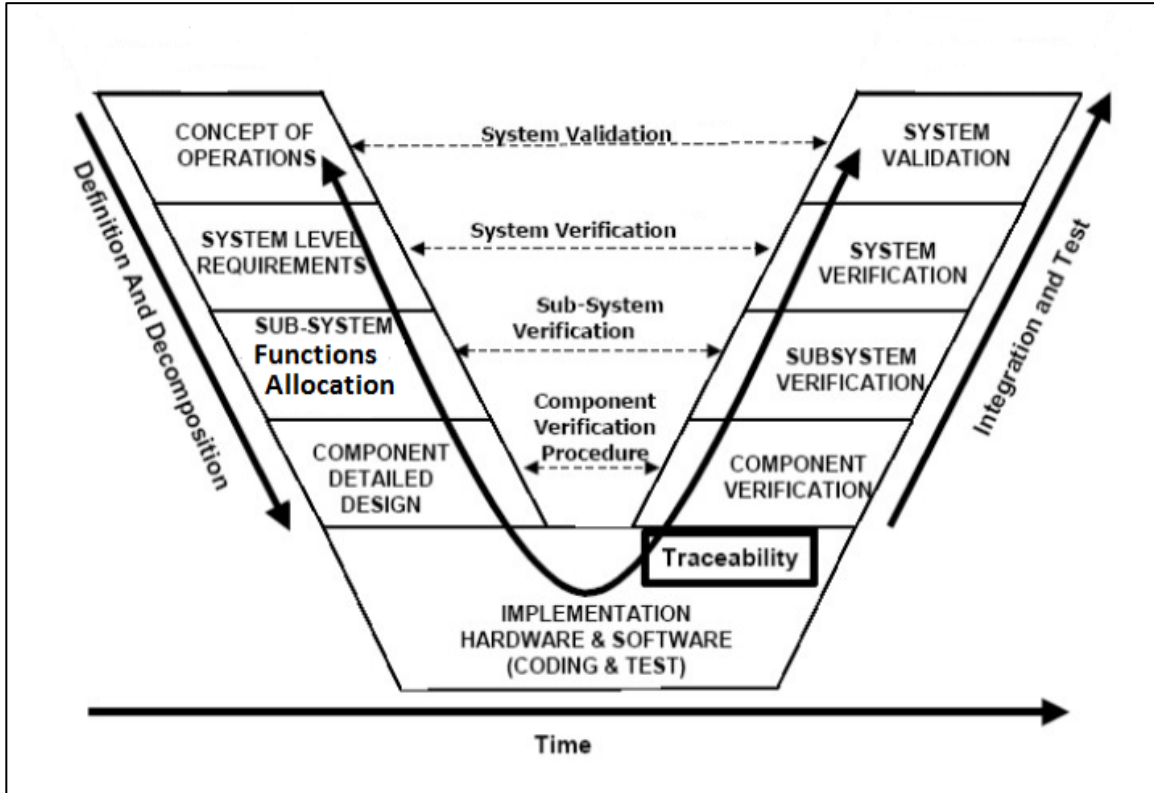 CONCEPT OF
OPERATIONS
System Validation
SYSTEM
VALIDATION
Definition And Decomposition
SYSTEM LEVEL
REQUIREMENTS
System Verification
SYSTEM
VERIFICATION
Integration and Test
SUB-SYSTEM
Functions
Allocation
Sub-System
Verification
SUBSYSTEM
VERIFICATION
COMPONENT
DETAILED
DESIGN
Component
Verification
Procedure
COMPONENT
VERIFICATION
Traceability
IMPLEMENTATION
HARDWARE & SOFTWARE
(CODING & TEST)
Time